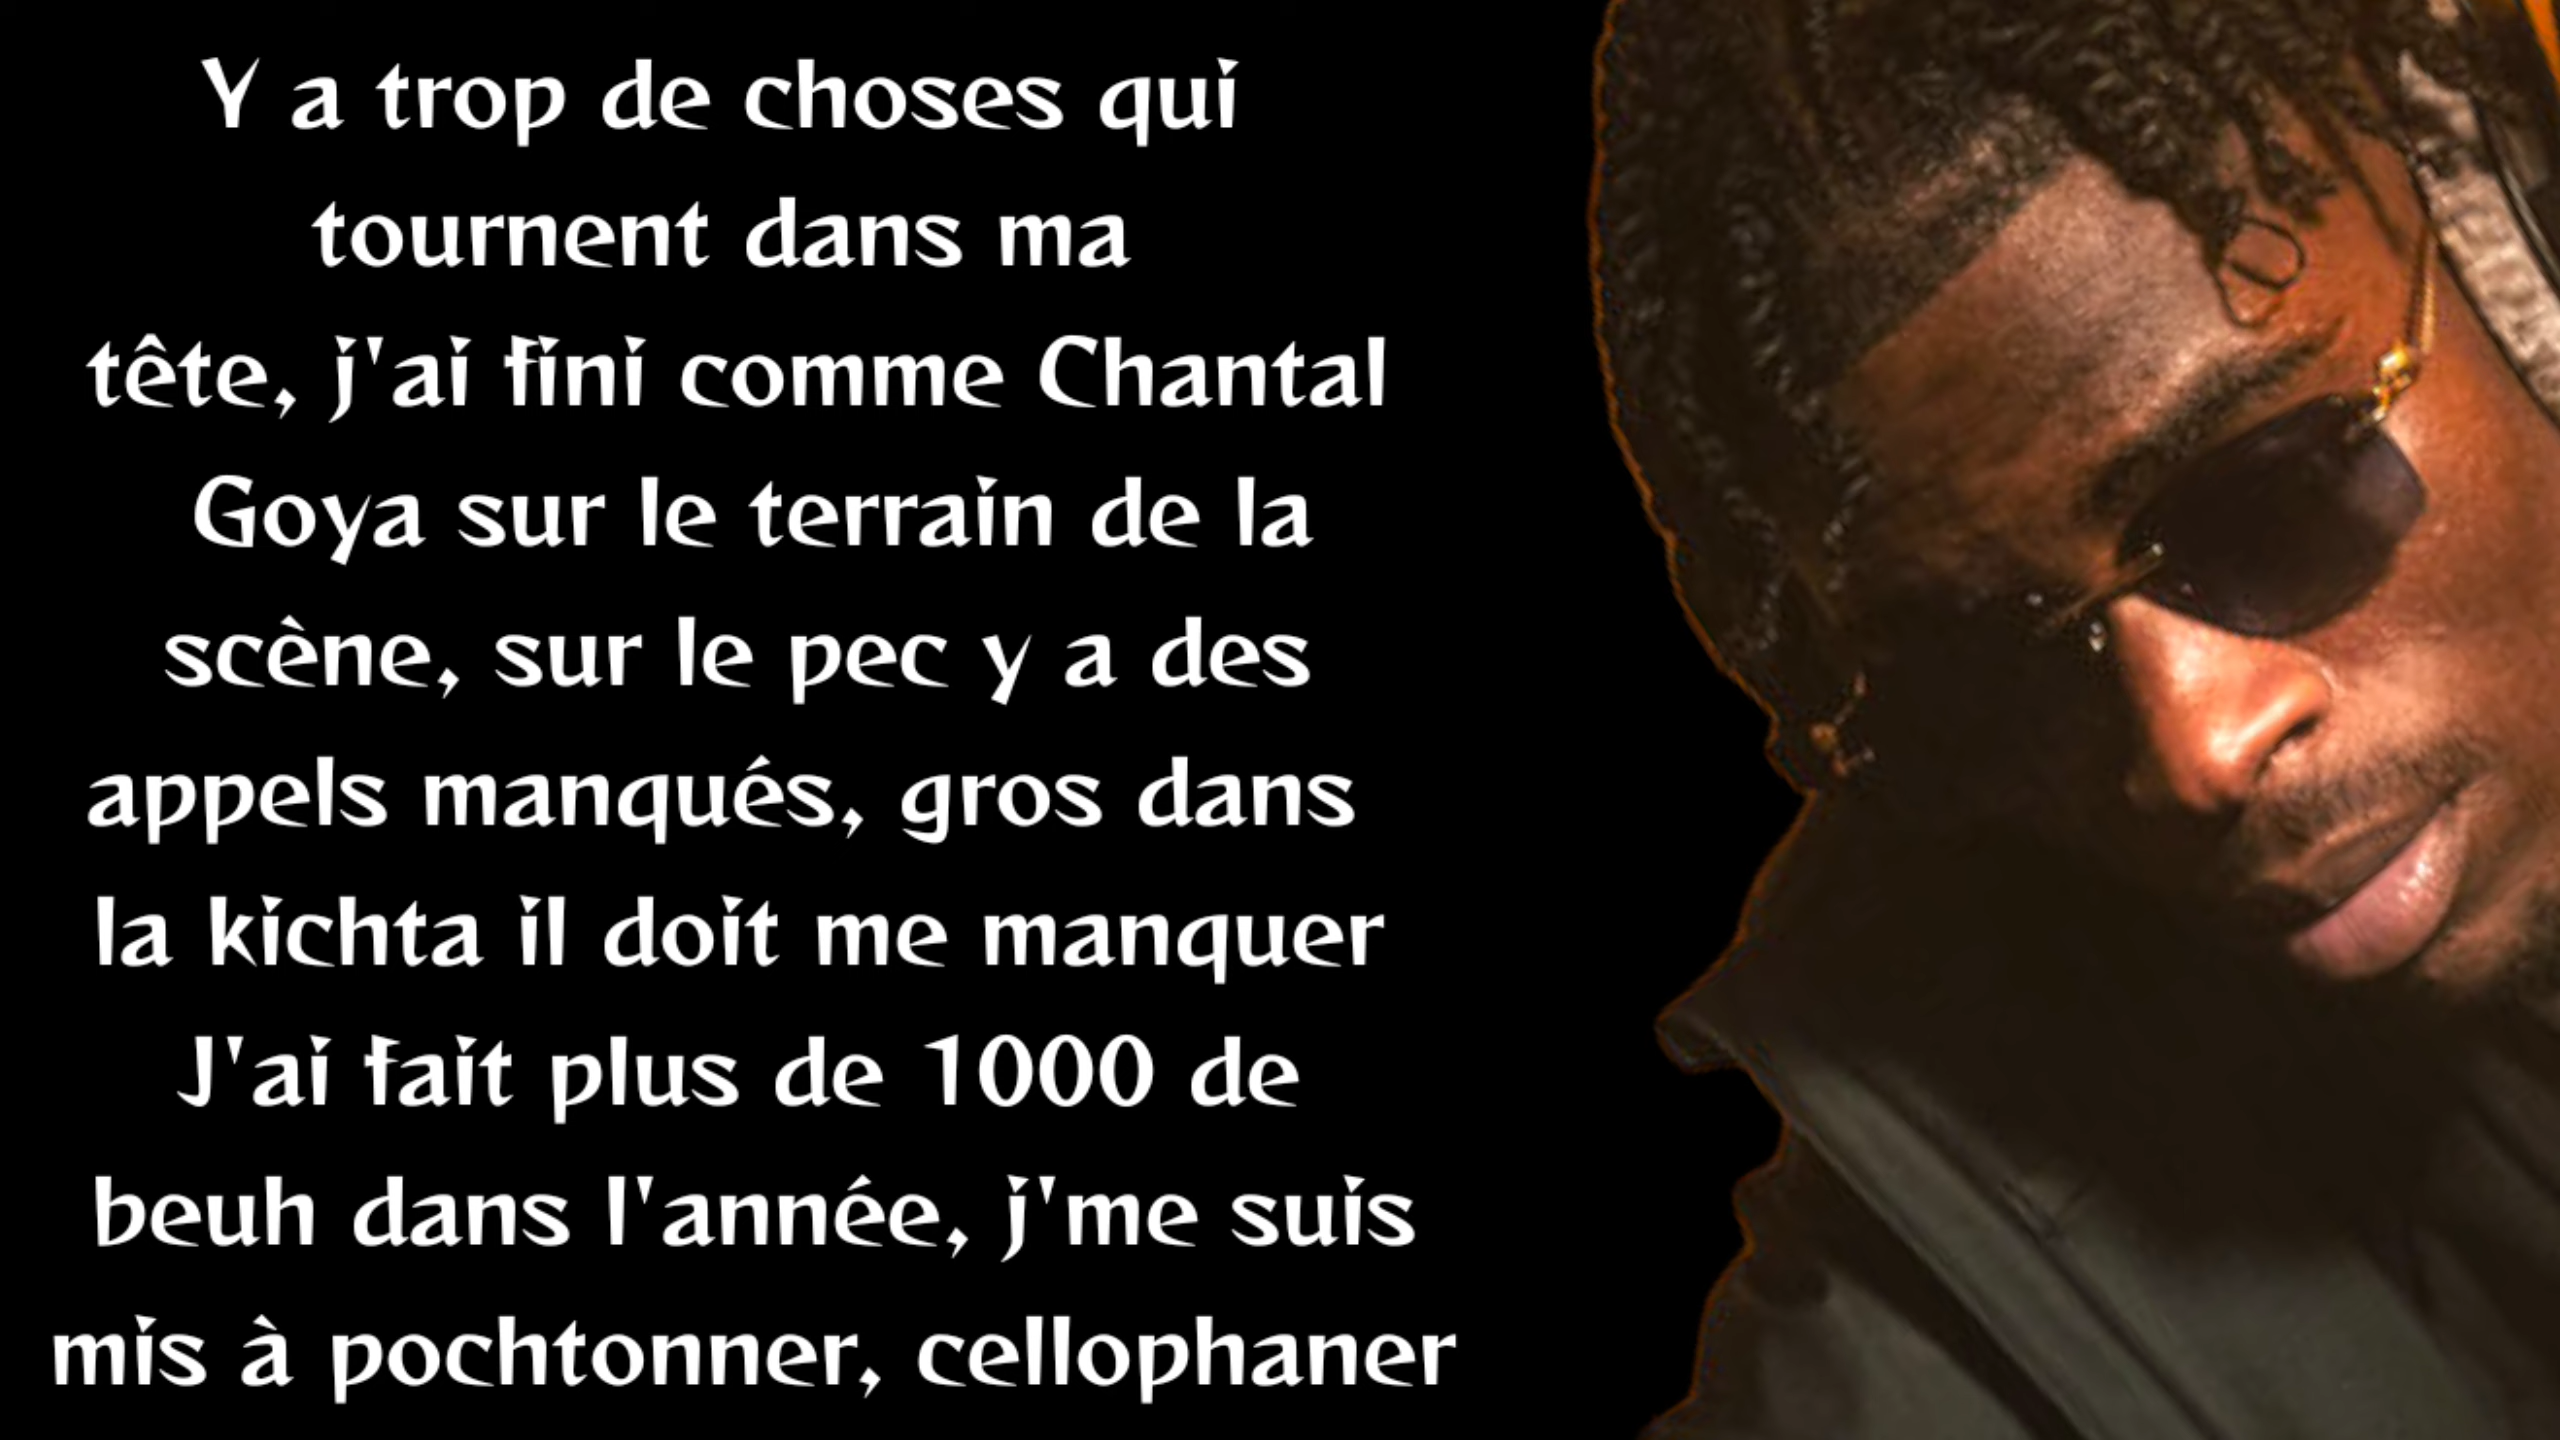 Y a trop de choses qui
tournent dans ma
tête, j'ai fini comme Chantal
Goya sur le terrain de la
scène, sur le pec y a des
appels manqués, gros dans
la kichta il doit me manquer
J'ai fait plus de 1000 de
beuh dans l'année, j'me suis
mis à pochtonner, cellophaner